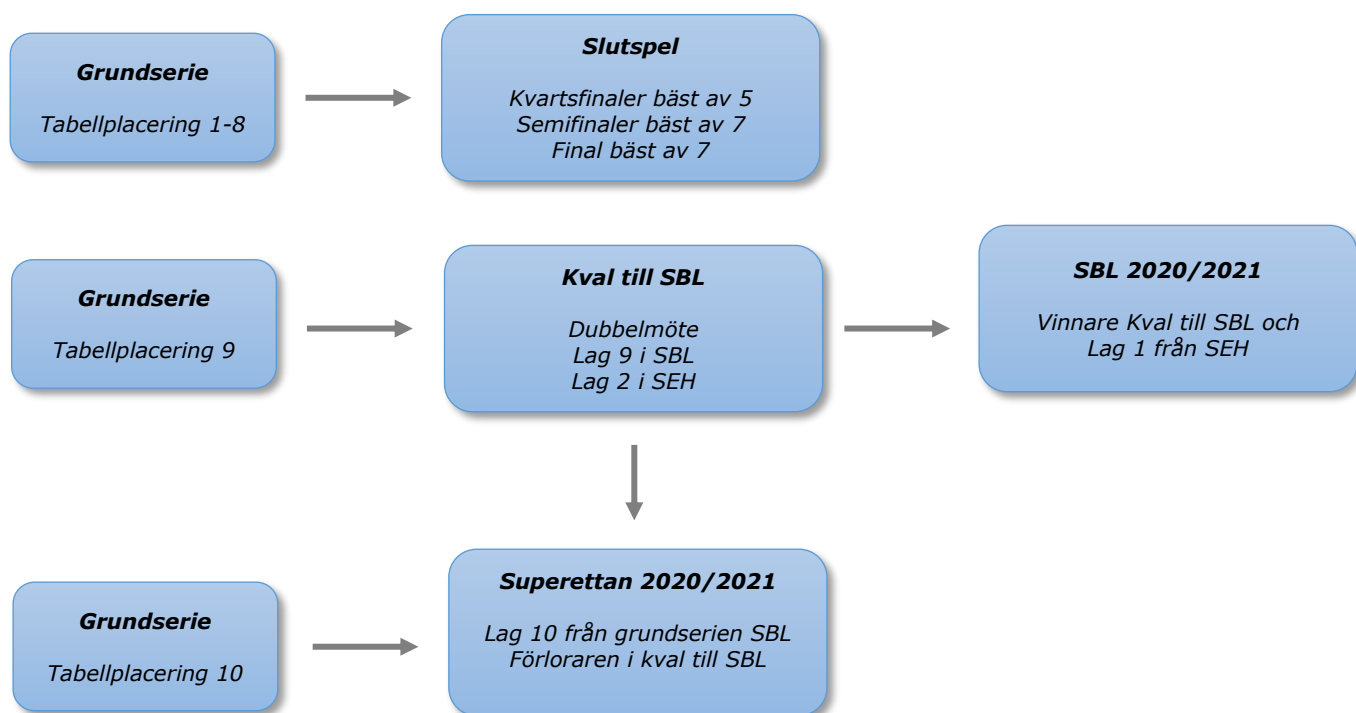 Grundserie
Tabellplacering 1-8
Slutspel
Kvartsfinaler bäst av 5
Semifinaler bäst av 7
Final bäst av 7
Grundserie
Tabellplacering 9
Kval till SBL
Dubbelmöte
Lag 9 i SBL
Lag 2 i SEH
SBL 2020/2021
Vinnare Kval till SBL och
Lag 1 från SEH
Grundserie
Tabellplacering 10
Superettan 2020/2021
Lag 10 från grundserien SBL
Förloraren i kval till SBL